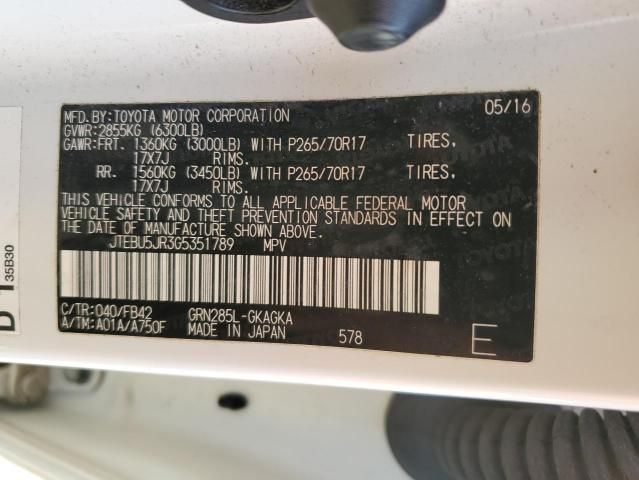 MFD.BY:TOYOTA MOTOR CORPORATION 05/16
GVWR:2855KG (6300LB)
GAWR:FRT. 1360KG (3000LB) WITH P265/70R17 TIRES,
17X7J RIMS.
RR. 1560KG (3450LB) WITH P265/70R17 TIRES,
17X7J RIMS.
THIS VEHICLE CONFORMS TO ALL APPLICABLE FEDERAL MOTOR
VEHICLE SAFETY AND THEFT PREVENTION STANDARDS IN EFFECT ON
THE DATE OF MANUFACTURE SHOWN ABOVE.
JTEBU5JR3G5351789 MPV
C/TR:040/FB42 GRN285L-GKAGKA
A/TM:A01A/A750F MADE IN JAPAN 578 E
35B30